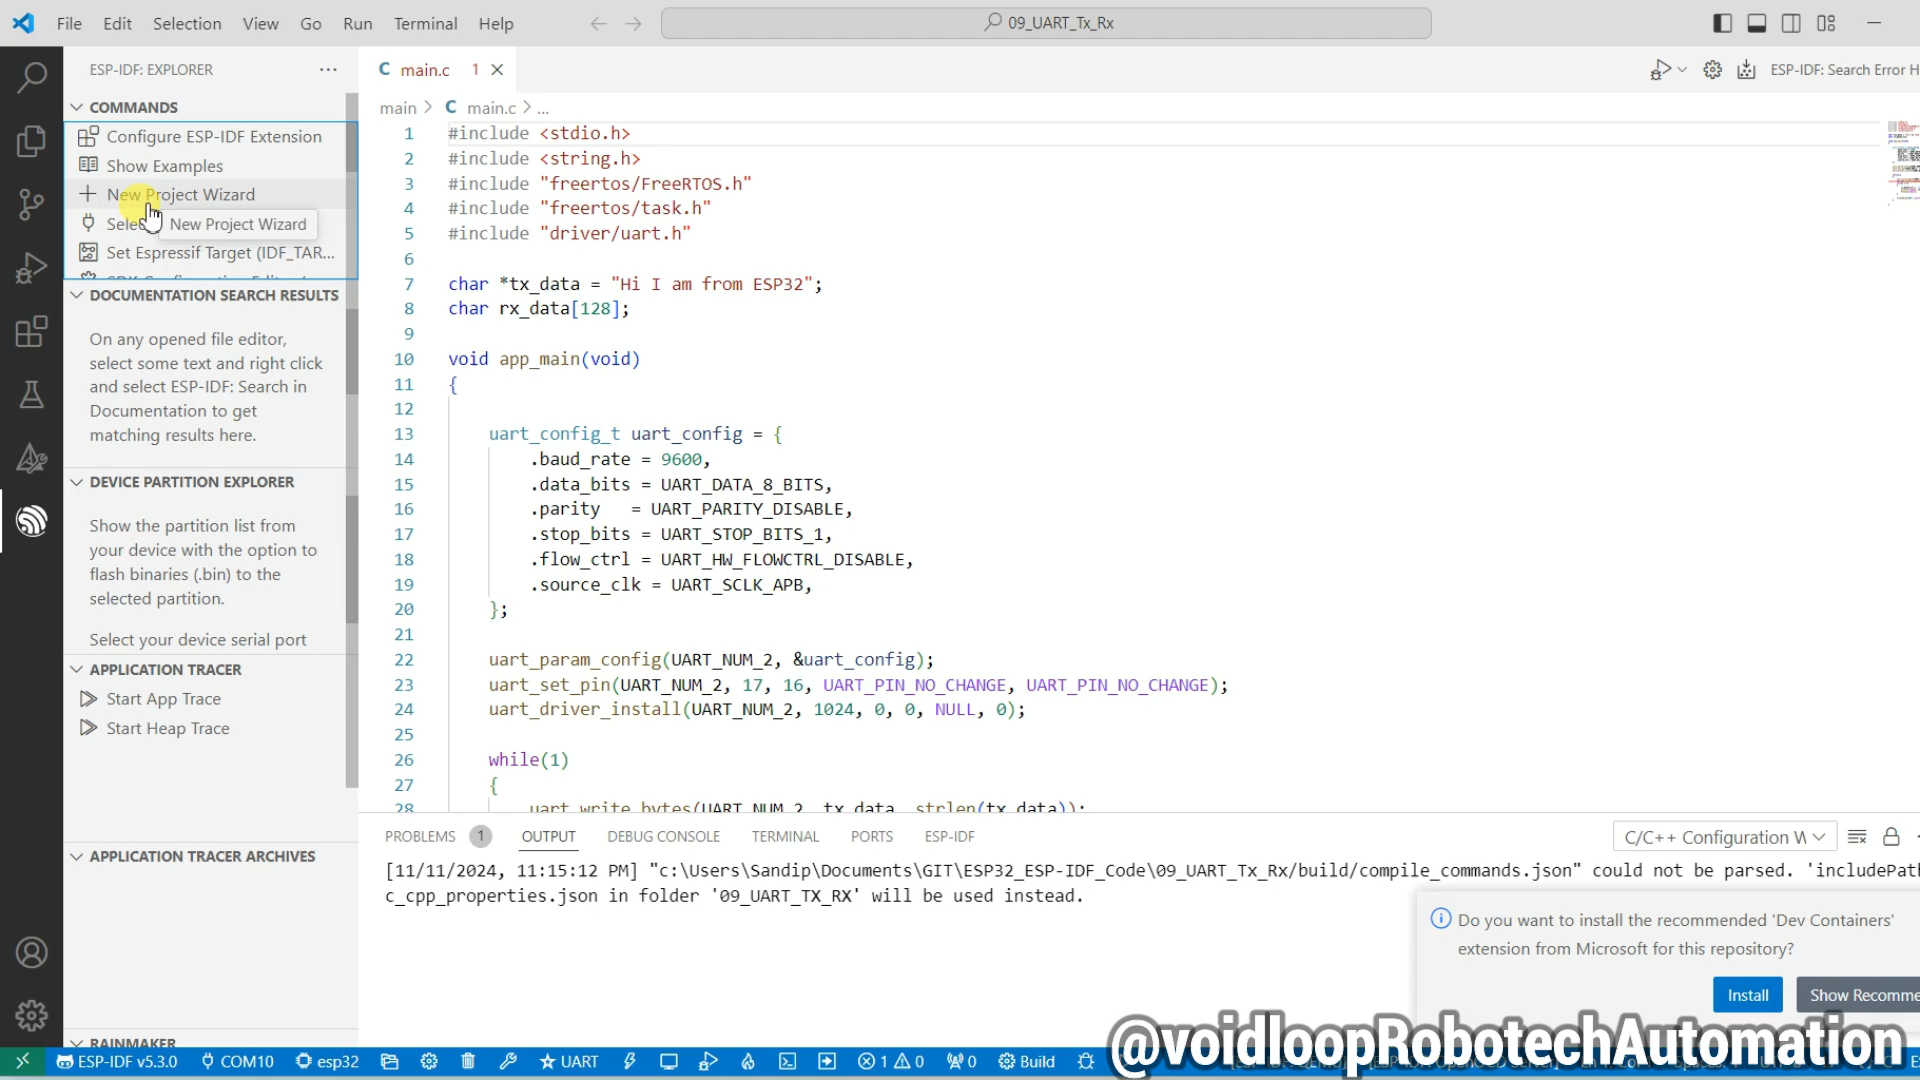 File Edit Selection View Go Run Terminal Help
09_UART_Tx_Rx
ESP-IDF: EXPLORER
COMMANDS
Configure ESP-IDF Extension
Show Examples
New Project Wizard
New Project Wizard
Set Espressif Target (IDF_TAR...
DOCUMENTATION SEARCH RESULTS
On any opened file editor,
select some text and right click
and select ESP-IDF: Search in
Documentation to get
matching results here.
DEVICE PARTITION EXPLORER
Show the partition list from
your device with the option to
flash binaries (.bin) to the
selected partition.
Select your device serial port
APPLICATION TRACER
Start App Trace
Start Heap Trace
APPLICATION TRACER ARCHIVES
RAINMAKER
C main.c 1
ESP-IDF: Search Error H
main > C main.c > ...
1 #include <stdio.h>
2 #include <string.h>
3 #include "freertos/FreeRTOS.h"
4 #include "freertos/task.h"
5 #include "driver/uart.h"
6
7 char *tx_data = "Hi I am from ESP32";
8 char rx_data[128];
9
10 void app_main(void)
11 {
12
13 uart_config_t uart_config = {
14 .baud_rate = 9600,
15 .data_bits = UART_DATA_8_BITS,
16 .parity   = UART_PARITY_DISABLE,
17 .stop_bits = UART_STOP_BITS_1,
18 .flow_ctrl = UART_HW_FLOWCTRL_DISABLE,
19 .source_clk = UART_SCLK_APB,
20 };
21
22 uart_param_config(UART_NUM_2, &uart_config);
23 uart_set_pin(UART_NUM_2, 17, 16, UART_PIN_NO_CHANGE, UART_PIN_NO_CHANGE);
24 uart_driver_install(UART_NUM_2, 1024, 0, 0, NULL, 0);
25
26 while(1)
27 {
28 uart_write_bytes(UART_NUM_2, tx_data, strlen(tx_data));
PROBLEMS 1 OUTPUT DEBUG CONSOLE TERMINAL PORTS ESP-IDF
C/C++ Configuration W
[11/11/2024, 11:15:12 PM] "c:\Users\Sandip\Documents\GIT\ESP32_ESP-IDF_Code\09_UART_Tx_Rx/build/compile_commands.json" could not be parsed. 'includePath
c_cpp_properties.json in folder '09_UART_TX_RX' will be used instead.
Do you want to install the recommended 'Dev Containers'
extension from Microsoft for this repository?
Install Show Recomme
@voidloopRobotechAutomation
ESP-IDF v5.3.0 COM10 esp32 UART 1 0 0 Build